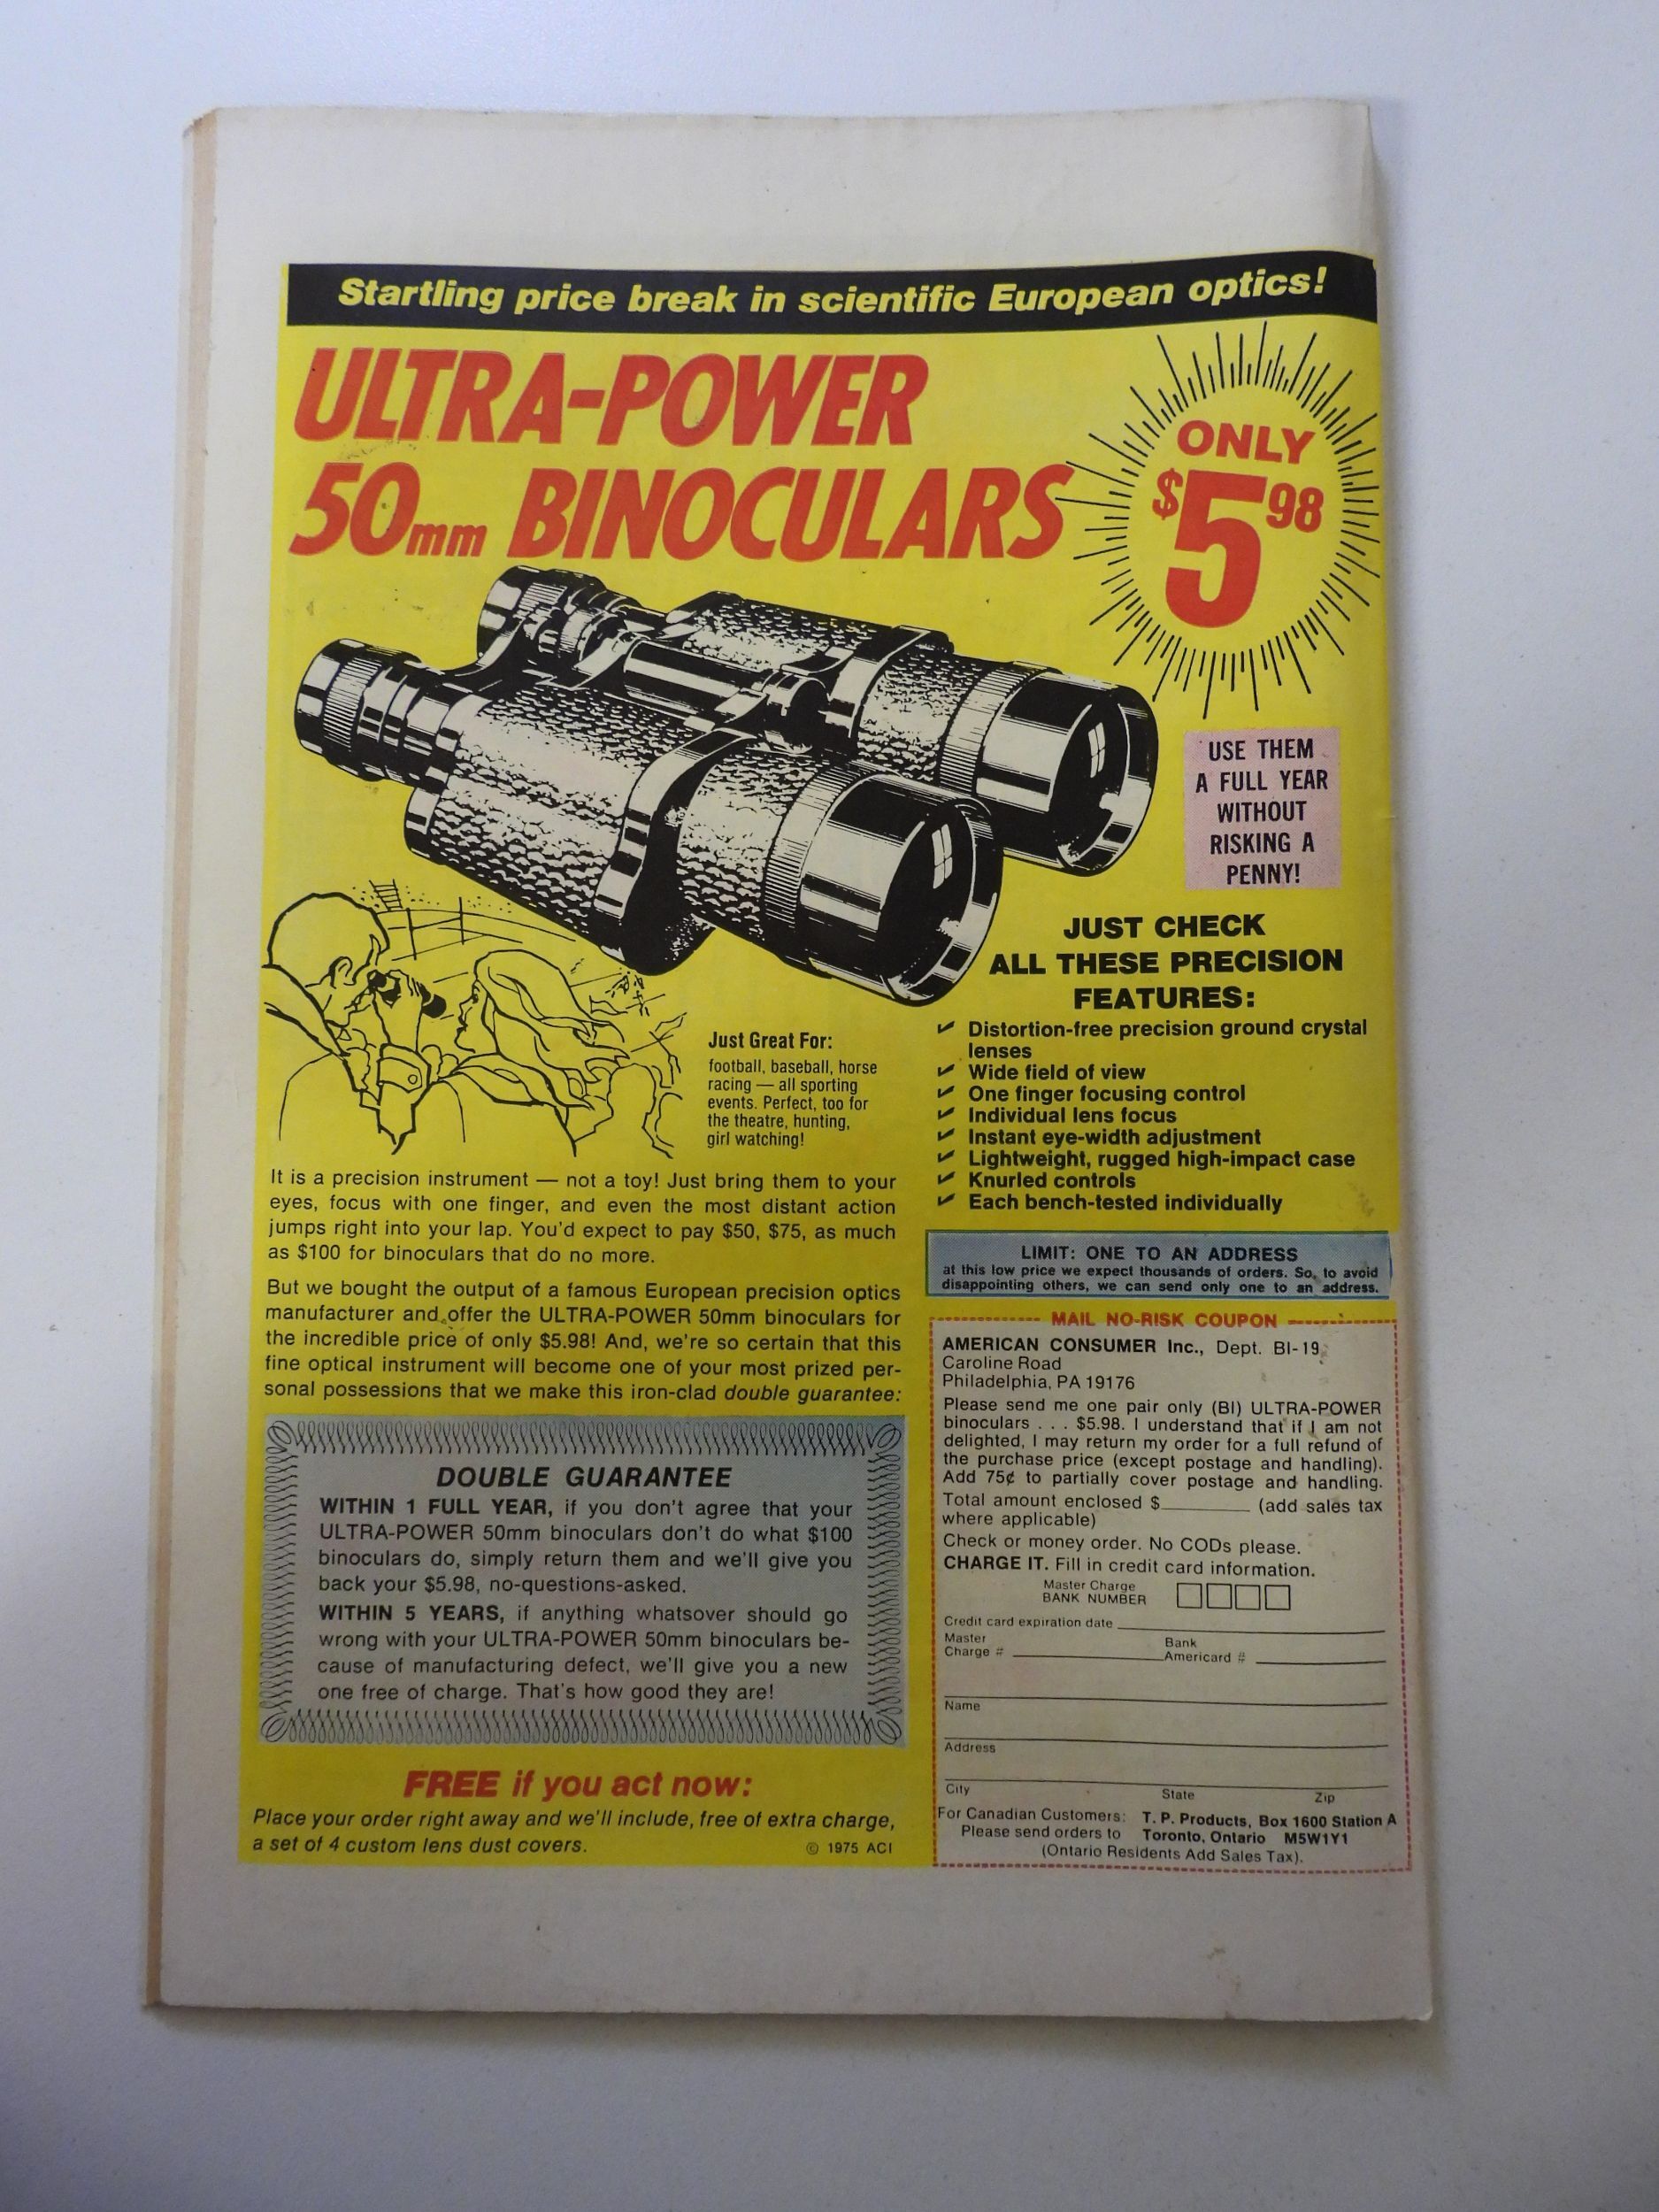 Startling price break in scientific European optics!
ULTRA-POWER
50mm BINOCULARS
ONLY
$5 98
USE THEM
A FULL YEAR
WITHOUT
RISKING A
PENNY!
JUST CHECK
ALL THESE PRECISION
FEATURES:
✔ Distortion-free precision ground crystal
lenses
✔ Wide field of view
✔ One finger focusing control
✔ Individual lens focus
✔ Instant eye-width adjustment
✔ Lightweight, rugged high-impact case
✔ Knurled controls
✔ Each bench-tested individually
Just Great For:
football, baseball, horse
racing — all sporting
events. Perfect, too for
the theatre, hunting,
girl watching!
It is a precision instrument — not a toy! Just bring them to your
eyes, focus with one finger, and even the most distant action
jumps right into your lap. You'd expect to pay $50, $75, as much
as $100 for binoculars that do no more.
But we bought the output of a famous European precision optics
manufacturer and offer the ULTRA-POWER 50mm binoculars for
the incredible price of only $5.98! And, we're so certain that this
fine optical instrument will become one of your most prized per-
sonal possessions that we make this iron-clad double guarantee:
DOUBLE GUARANTEE
WITHIN 1 FULL YEAR, if you don't agree that your
ULTRA-POWER 50mm binoculars don't do what $100
binoculars do, simply return them and we'll give you
back your $5.98, no-questions-asked.
WITHIN 5 YEARS, if anything whatsover should go
wrong with your ULTRA-POWER 50mm binoculars be-
cause of manufacturing defect, we'll give you a new
one free of charge. That's how good they are!
FREE if you act now:
Place your order right away and we'll include, free of extra charge,
a set of 4 custom lens dust covers.
© 1975 ACI
LIMIT: ONE TO AN ADDRESS
at this low price we expect thousands of orders. So, to avoid
disappointing others, we can send only one to an address.
MAIL NO-RISK COUPON
AMERICAN CONSUMER Inc., Dept. BI-19
Caroline Road
Philadelphia, PA 19176
Please send me one pair only (BI) ULTRA-POWER
binoculars . . . $5.98. I understand that if I am not
delighted, I may return my order for a full refund of
the purchase price (except postage and handling).
Add 75¢ to partially cover postage and handling.
Total amount enclosed $________ (add sales tax
where applicable)
Check or money order. No CODs please.
CHARGE IT. Fill in credit card information.
Master Charge
BANK NUMBER
Credit card expiration date
Master
Charge #
Bank
Americard #
Name
Address
City State Zip
For Canadian Customers: T. P. Products, Box 1600 Station A
Please send orders to Toronto, Ontario M5W1Y1
(Ontario Residents Add Sales Tax).